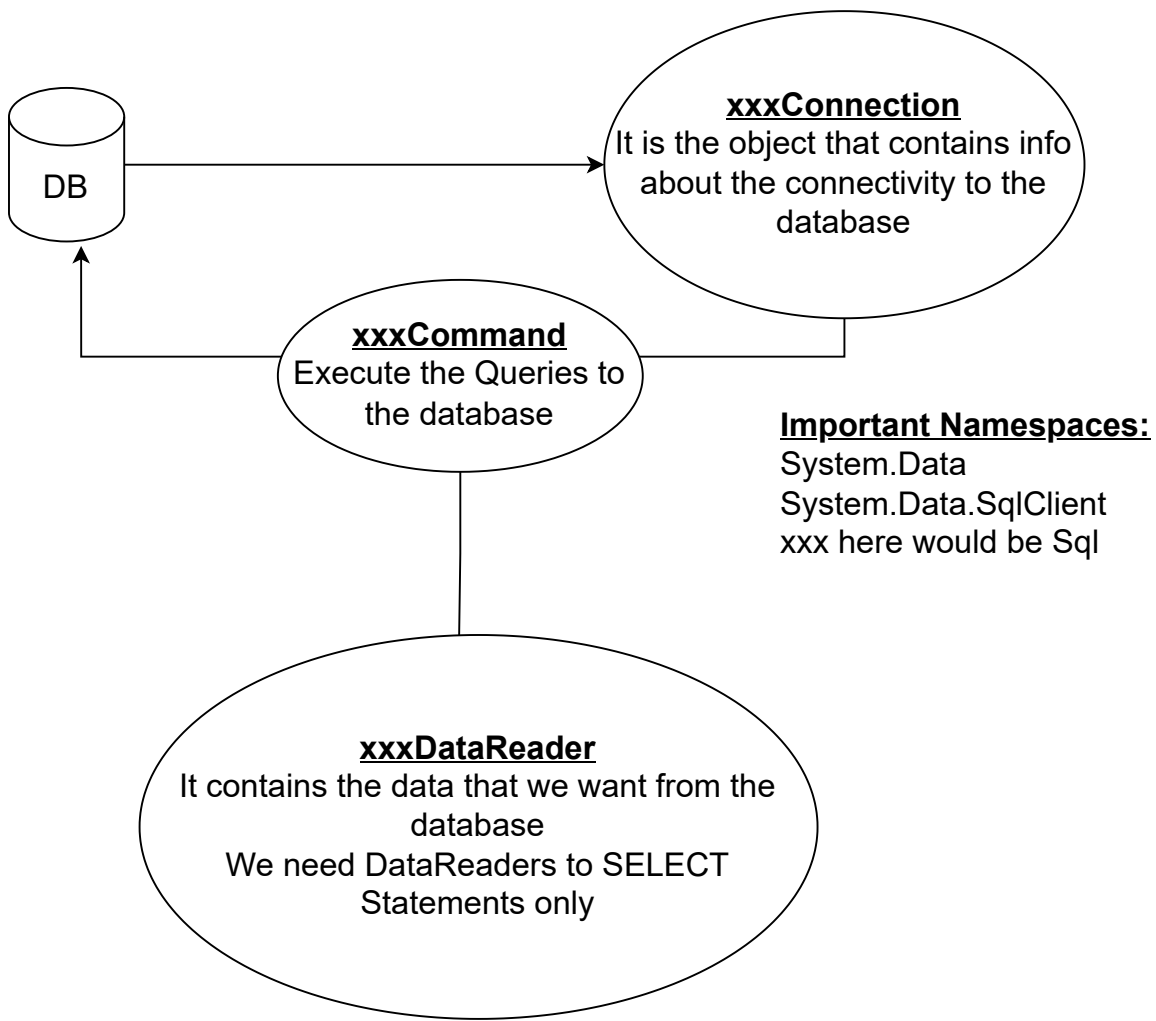 xxxConnection
It is the object that contains info
about the connectivity to the
database
DB
xxxCommand
Execute the Queries to
the database
Important Namespaces:
System.Data
System.Data.SqlClient
xxx here would be Sql
xxxDataReader
It contains the data that we want from the
database
We need DataReaders to SELECT
Statements only